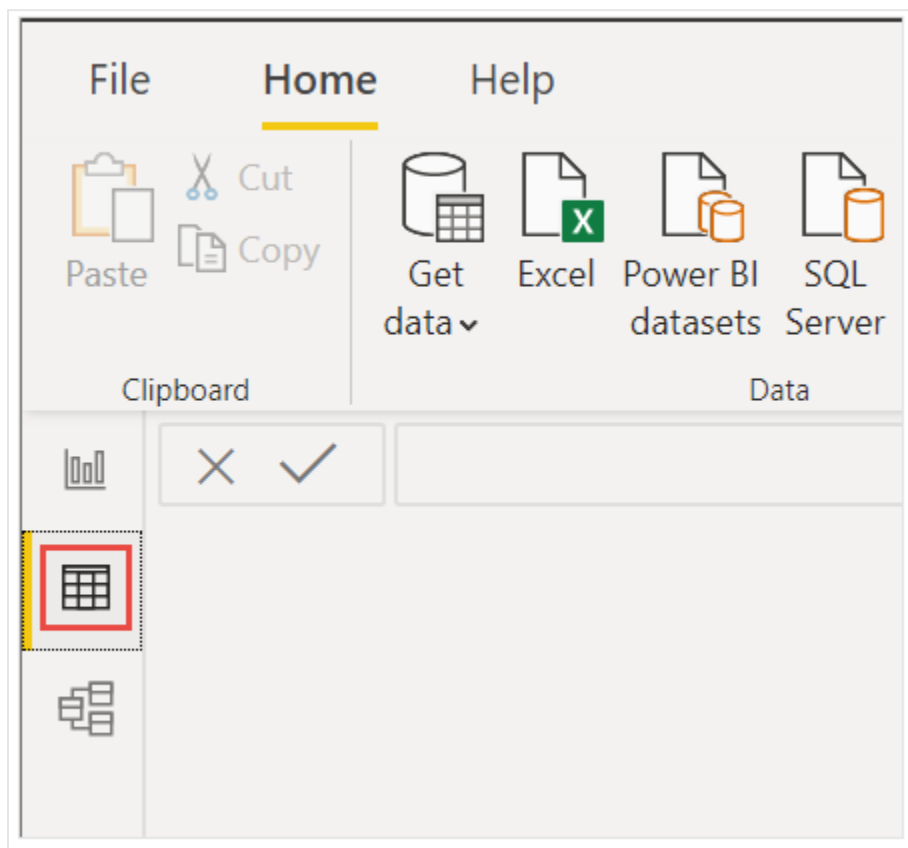 File Home Help
Cut
Copy
Paste
Get data
Excel
Power BI datasets
SQL Server
Clipboard
Data